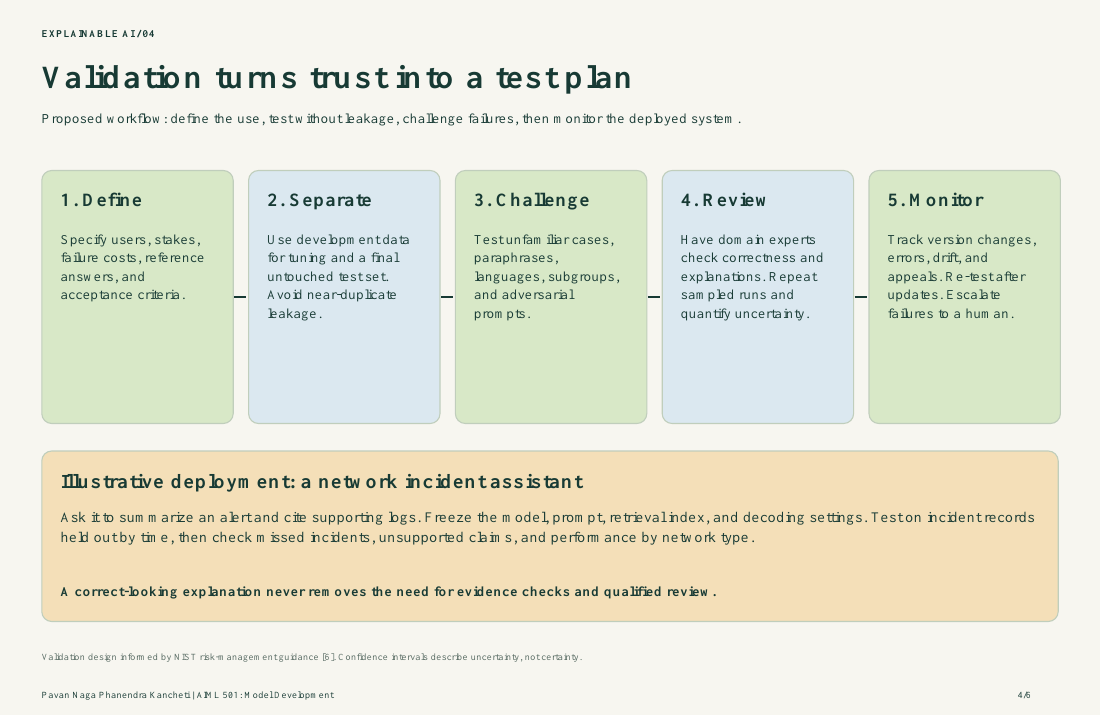 EXPLAINABLE AI/04
Validation turns trust into a test plan
Proposed workflow: define the use, test without leakage, challenge failures, then monitor the deployed system.
1. Define
Specify users, stakes,
failure costs, reference
answers, and
acceptance criteria.
2. Separate
Use development data
for tuning and a final
untouched test set.
Avoid near-duplicate
leakage.
3. Challenge
Test unfamiliar cases,
paraphrases,
languages, subgroups,
and adversarial
prompts.
4. Review
Have domain experts
check correctness and
explanations. Repeat
sampled runs and
quantify uncertainty.
5. Monitor
Track version changes,
errors, drift, and
appeals. Re-test after
updates. Escalate
failures to a human.
Illustrative deployment: a network incident assistant
Ask it to summarize an alert and cite supporting logs. Freeze the model, prompt, retrieval index, and decoding settings. Test on incident records
held out by time, then check missed incidents, unsupported claims, and performance by network type.
A correct-looking explanation never removes the need for evidence checks and qualified review.
Validation design informed by NIST risk-management guidance [6]. Confidence intervals describe uncertainty, not certainty.
Pavan Naga Phanendra Kancheti | AIML 501: Model Development
4/6